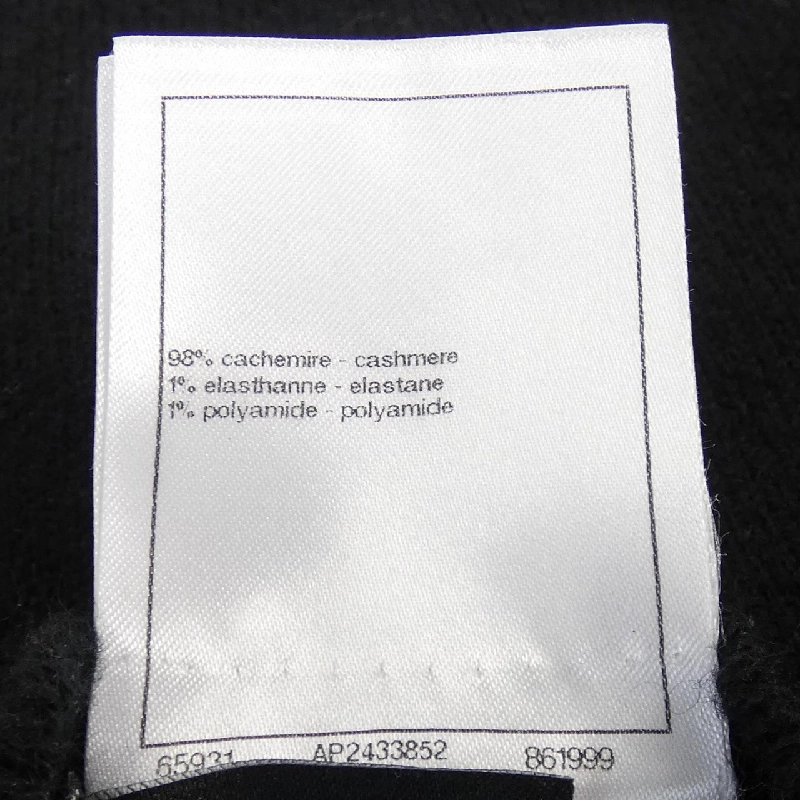 98% cachemire - cashmere
1% elasthanne - elastane
1% polyamide - polyamide
65931 AP2433852 861999